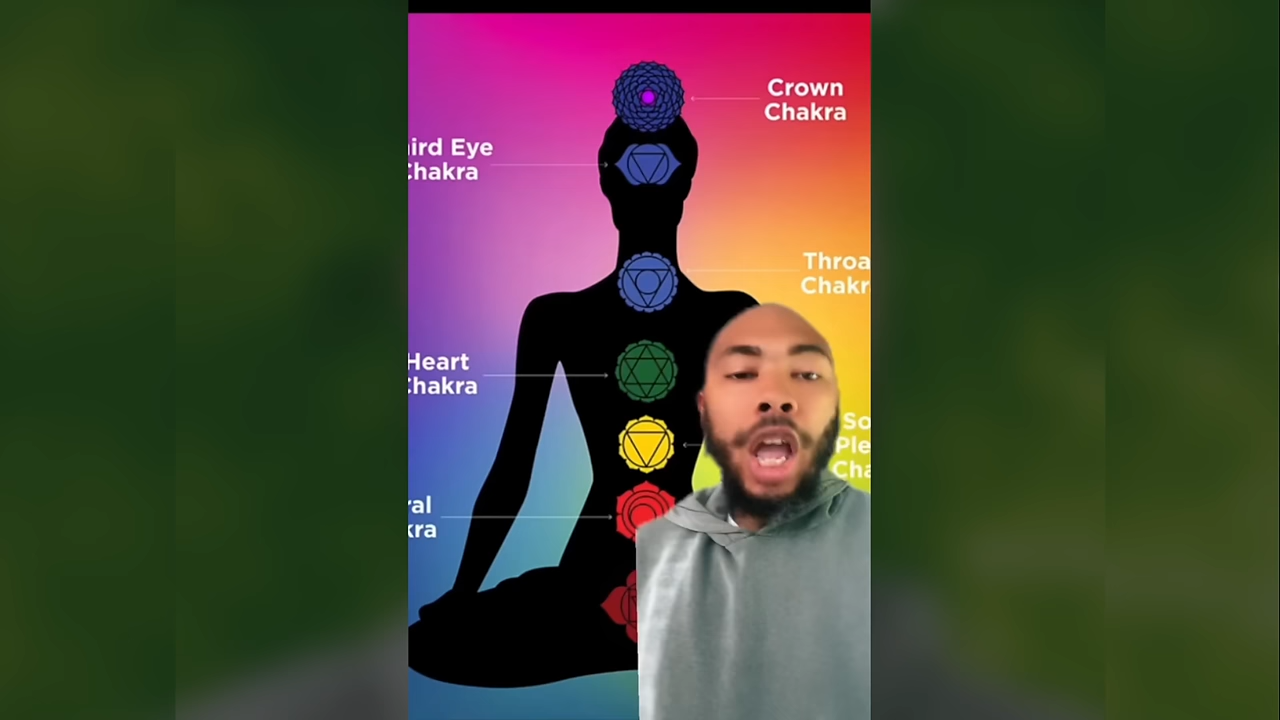 Crown
Chakra
ird Eye
Chakra
Throa
Chakr
Heart
Chakra
So
Ple
Cha
ral
kra